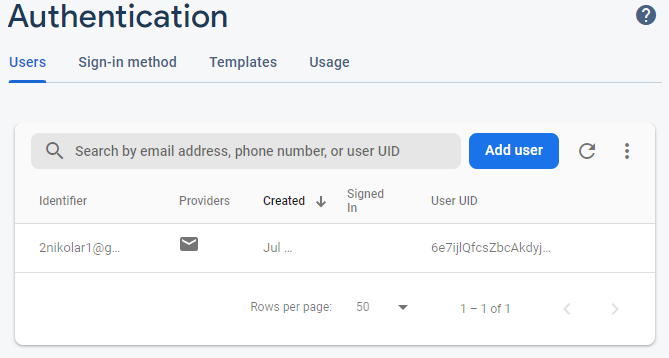 Authentication
Users Sign-in method Templates Usage
Search by email address, phone number, or user UID Add user
Identifier Providers Created Signed In User UID
2nikolar1@g... Jul ... 6e7ijlQfcsZbcAkdyj...
Rows per page: 50 1 – 1 of 1